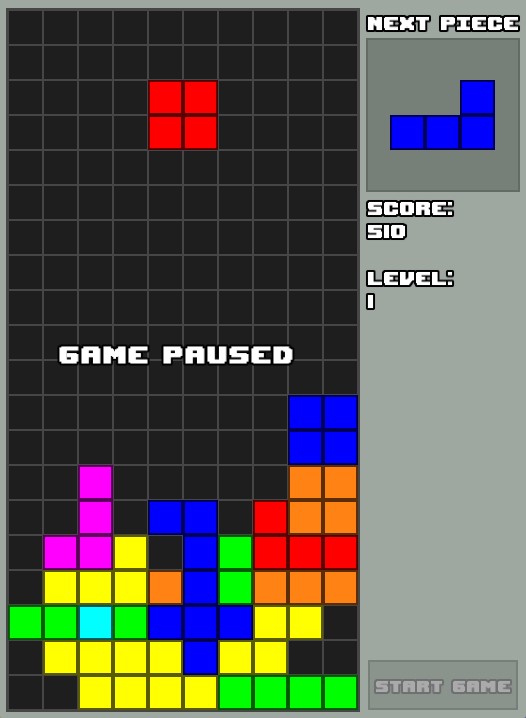 NEXT PIECE
SCORE:
510
LEVEL:
1
GAME PAUSED
START GAME